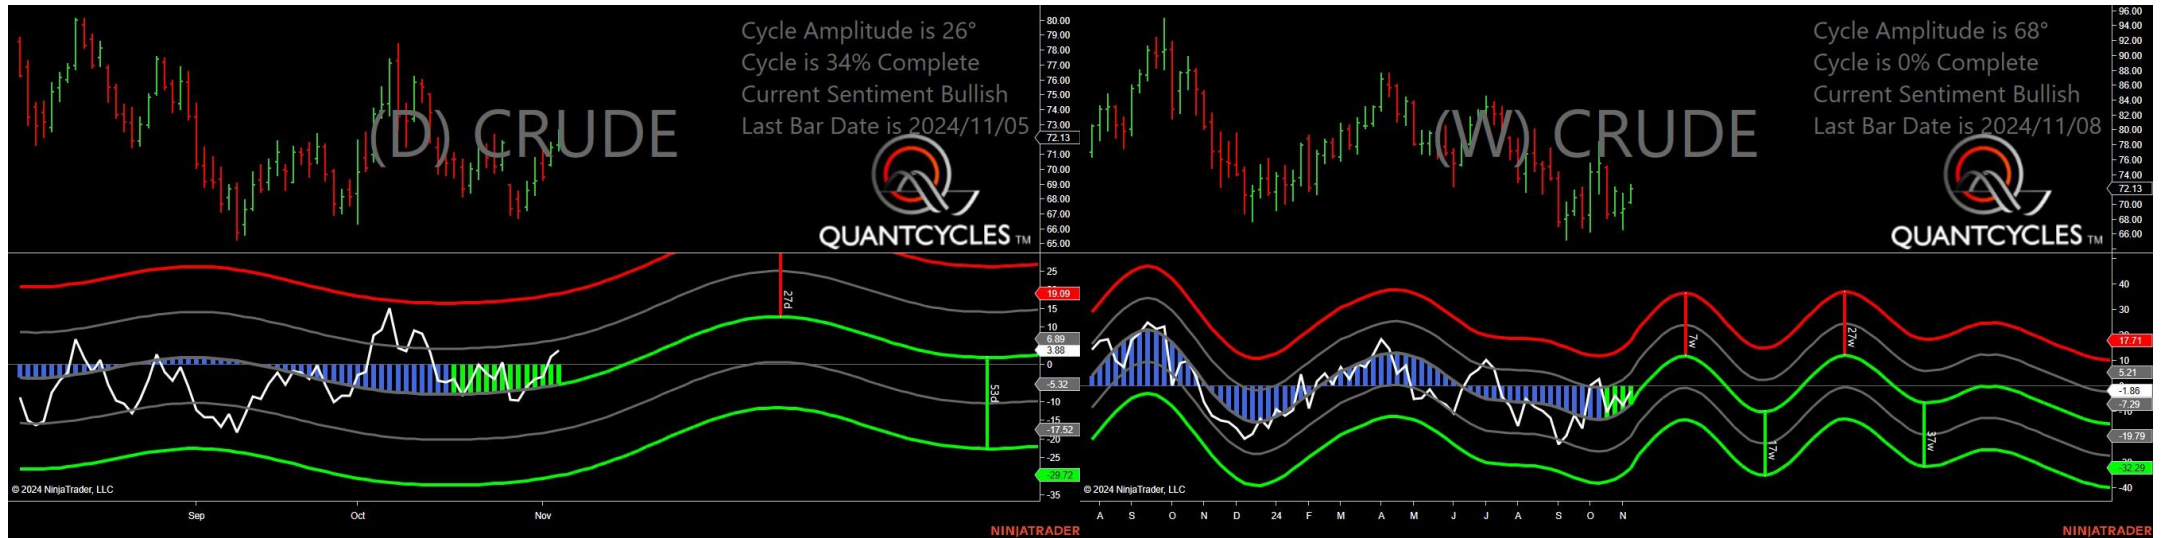 Cycle Amplitude is 26°
Cycle is 34% Complete
Current Sentiment Bullish
Last Bar Date is 2024/11/05
(D) CRUDE
QUANTCYCLES TM
80.00
79.00
78.00
77.00
76.00
75.00
74.00
73.00
72.13
71.00
70.00
69.00
68.00
67.00
66.00
65.00
25
19.09
15
10
6.89
3.88
0
-5.32
-10
-17.52
-20
-25
-29.72
-35
27d
53d
© 2024 NinjaTrader, LLC
Sep Oct Nov
NINJATRADER
Cycle Amplitude is 68°
Cycle is 0% Complete
Current Sentiment Bullish
Last Bar Date is 2024/11/08
(W) CRUDE
QUANTCYCLES TM
96.00
94.00
92.00
90.00
88.00
86.00
84.00
82.00
80.00
78.00
76.00
74.00
72.13
70.00
68.00
66.00
40
30
20
17.71
10
5.21
-1.86
-7.29
-19.79
-32.29
-40
7w
17w
27w
37w
© 2024 NinjaTrader, LLC
A S O N D 24 F M A M J J A S O N
NINJATRADER